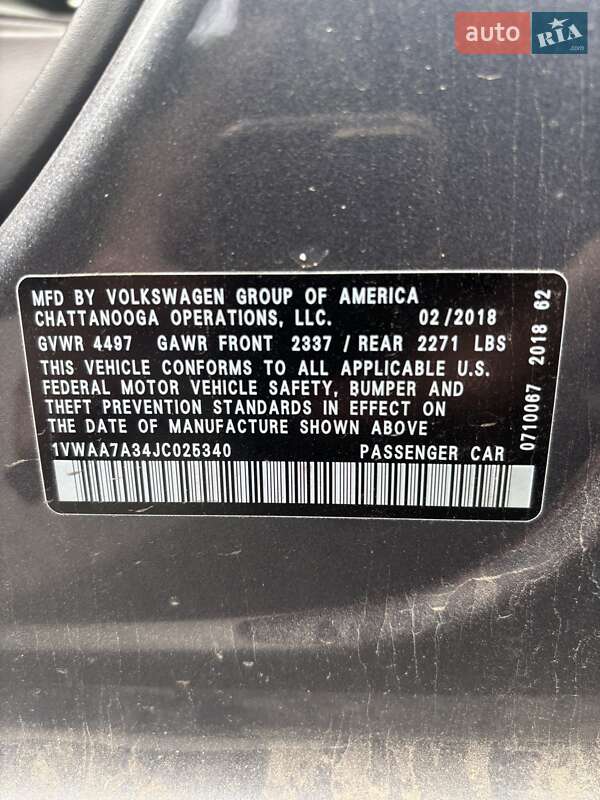 auto RIA .com
MFD BY VOLKSWAGEN GROUP OF AMERICA
CHATTANOOGA OPERATIONS, LLC. 02/2018
GVWR 4497 GAWR FRONT 2337 / REAR 2271 LBS
THIS VEHICLE CONFORMS TO ALL APPLICABLE U.S.
FEDERAL MOTOR VEHICLE SAFETY, BUMPER AND
THEFT PREVENTION STANDARDS IN EFFECT ON
THE DATE OF MANUFACTURE SHOWN ABOVE
1VWAA7A34JC025340 PASSENGER CAR
0710067 2018 62